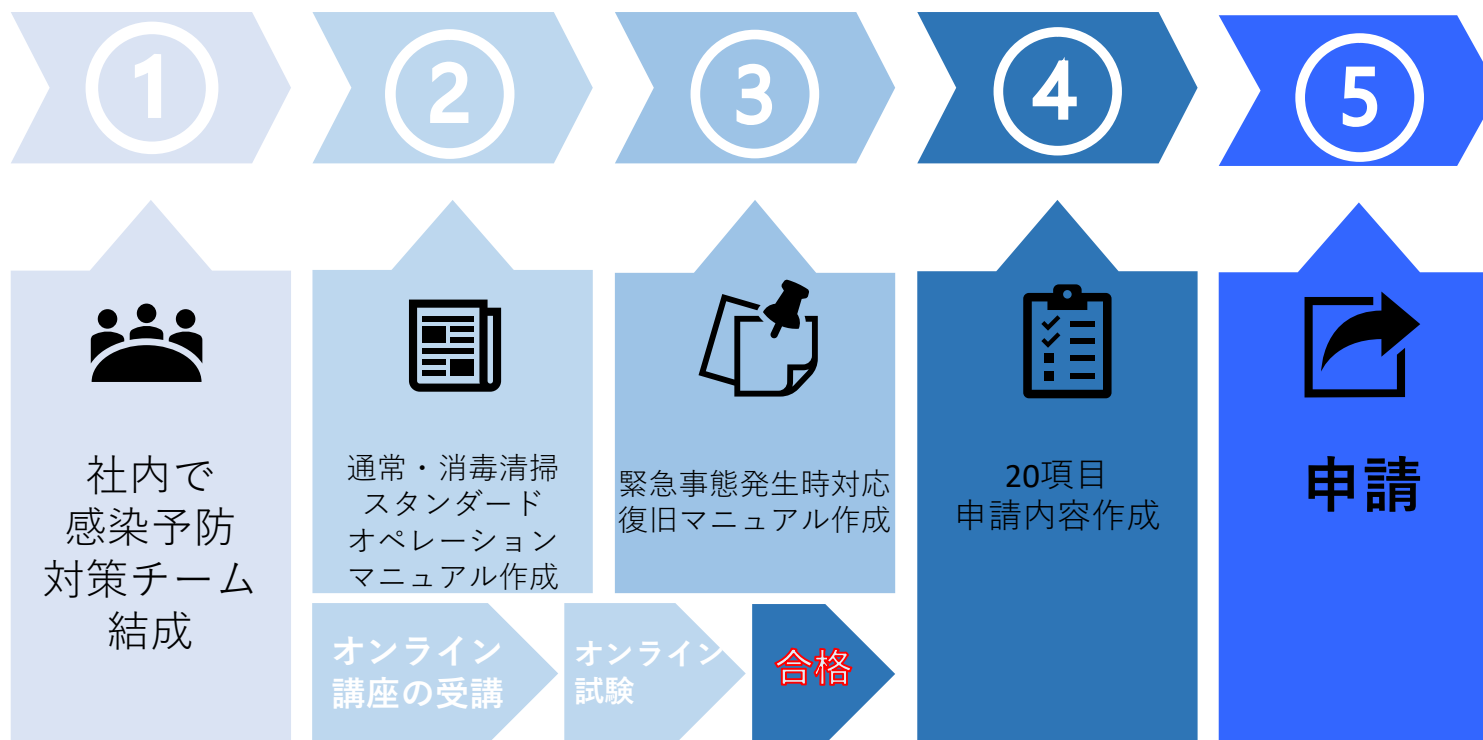 1
2
3
4
5
社内で
感染予防
対策チーム
結成
通常・消毒清掃
スタンダード
オペレーション
マニュアル作成
緊急事態発生時対応
復旧マニュアル作成
20項目
申請内容作成
申請
オンライン
講座の受講
オンライン
試験
合格